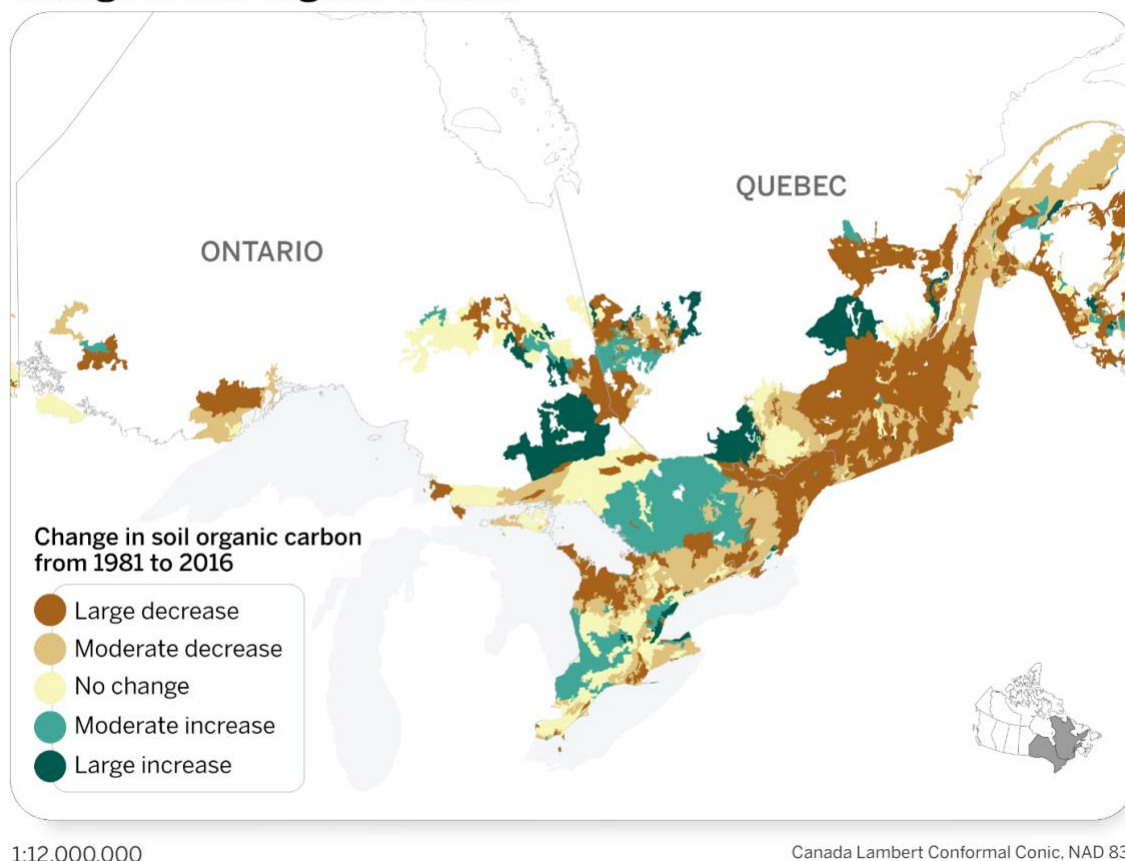 QUEBEC
ONTARIO
Change in soil organic carbon
from 1981 to 2016
Large decrease
Moderate decrease
No change
Moderate increase
Large increase
1:12,000,000
Canada Lambert Conformal Conic, NAD 83